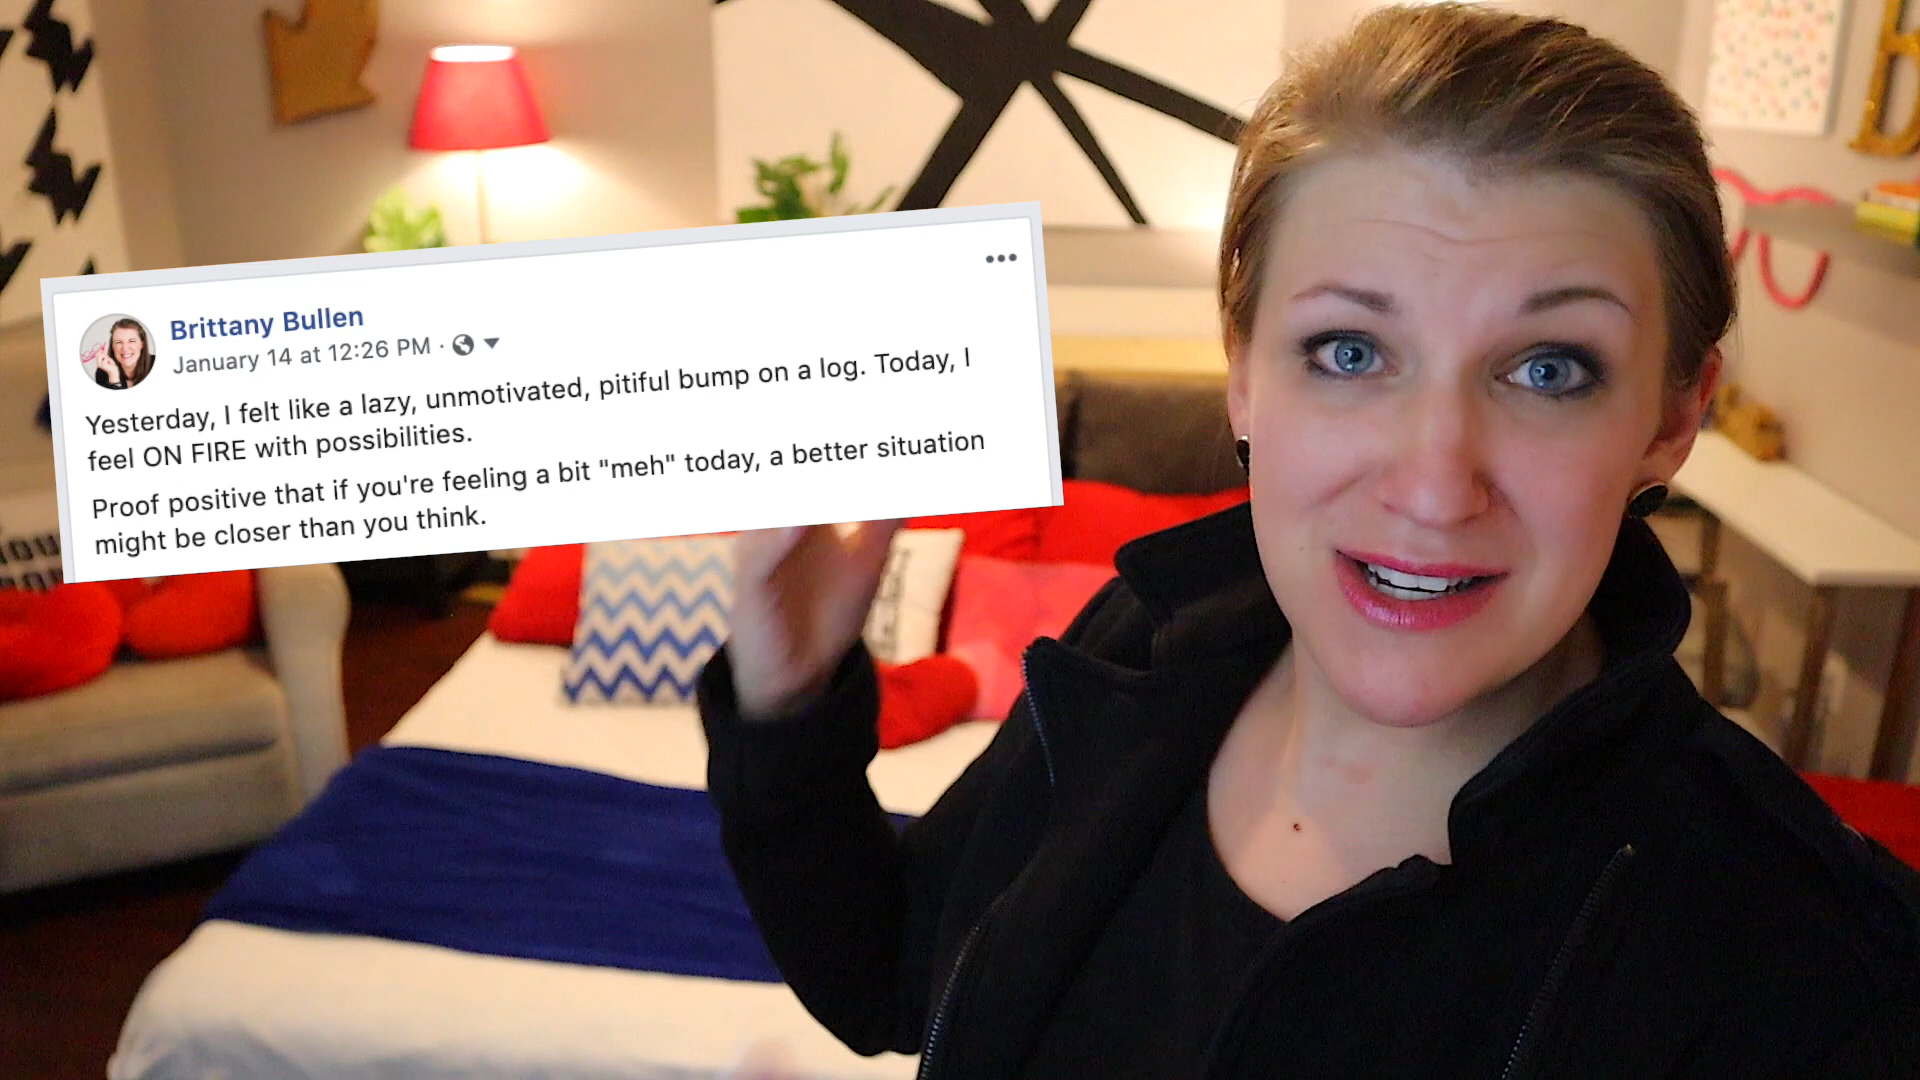 Brittany Bullen
January 14 at 12:26 PM ·
Yesterday, I felt like a lazy, unmotivated, pitiful bump on a log. Today, I
feel ON FIRE with possibilities.
Proof positive that if you're feeling a bit "meh" today, a better situation
might be closer than you think.
B